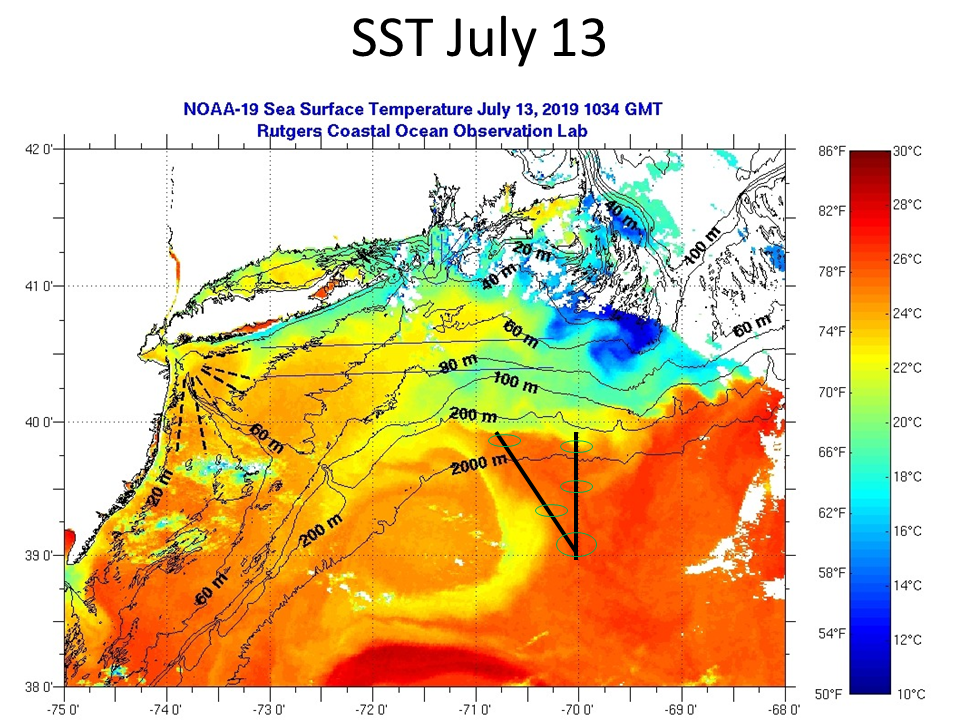 SST July 13
NOAA-19 Sea Surface Temperature July 13, 2019 1034 GMT
Rutgers Coastal Ocean Observation Lab
42 0'
41 0'
40 0'
39 0'
38 0'
-75 0'
-74 0'
-73 0'
-72 0'
-71 0'
-70 0'
-69 0'
-68 0'
40 m
100 m
20 m
40 m
60 m
60 m
80 m
100 m
200 m
60 m
2000 m
20 m
200 m
60 m
86°F
82°F
78°F
74°F
70°F
66°F
62°F
58°F
54°F
50°F
30°C
28°C
26°C
24°C
22°C
20°C
18°C
16°C
14°C
12°C
10°C